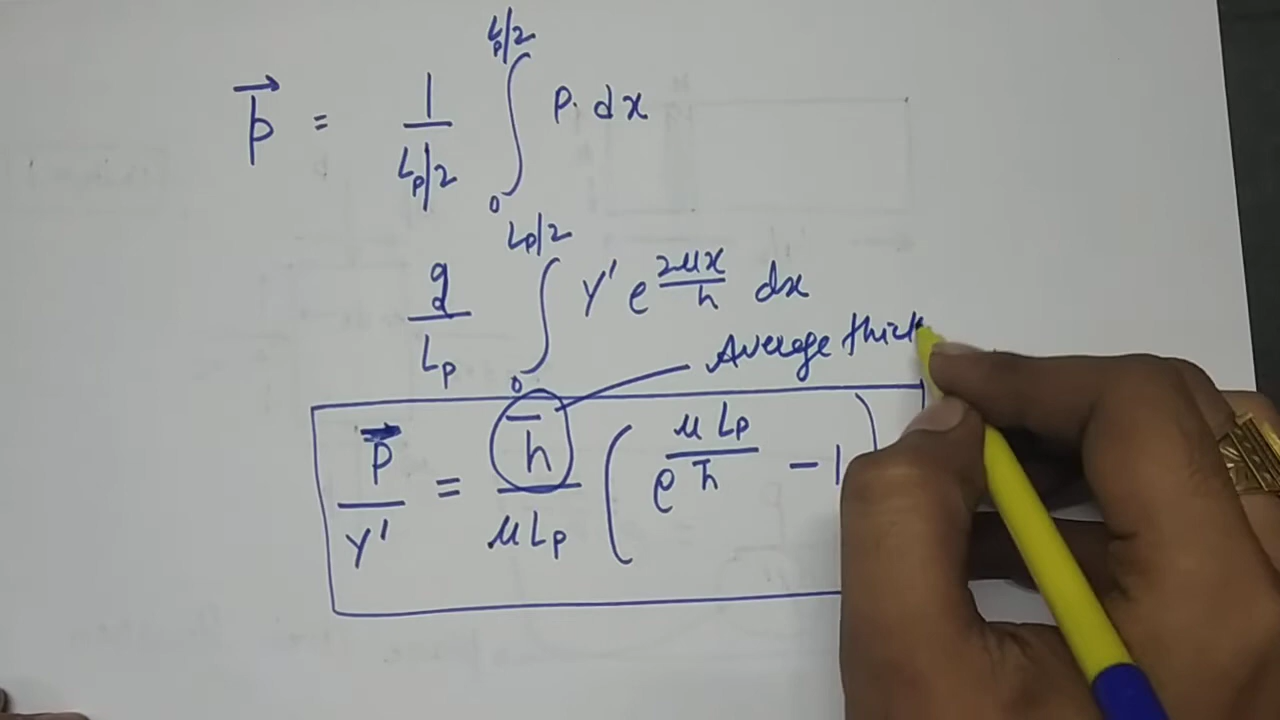 p⃗ = 1/(Lp/2) ∫₀^(Lp/2) p. dx
2/Lp ∫₀^(Lp/2) Y' e^(2μx/h) dx
Average thick
p⃗/Y' = h̄/(μLp) ( e^(μLp/h̄) - 1 )